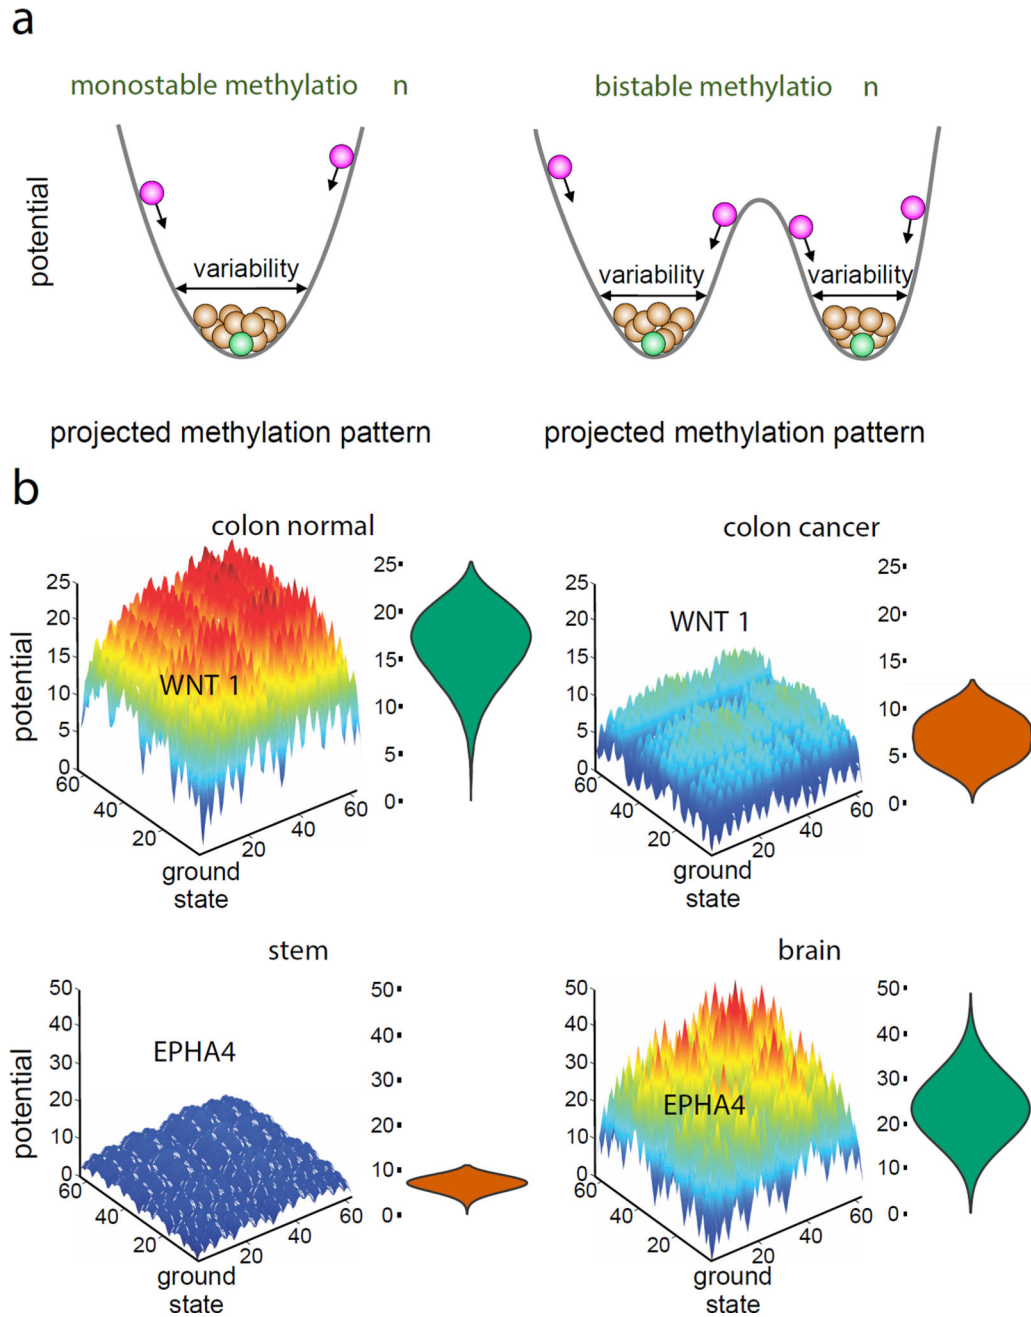 a
monostable methylatio n
bistable methylatio n
potential
variability
variability
variability
projected methylation pattern
projected methylation pattern
b
colon normal
colon cancer
potential
25
20
15
10
5
0
60
40
20
20
40
60
ground
state
WNT 1
25
20
15
10
5
0
25
20
15
10
5
0
60
40
20
20
40
60
ground
state
WNT 1
25
20
15
10
5
0
stem
brain
potential
50
40
30
20
10
0
60
40
20
20
40
60
ground
state
EPHA4
50
40
30
20
10
0
50
40
30
20
10
0
60
40
20
20
40
60
ground
state
EPHA4
50
40
30
20
10
0